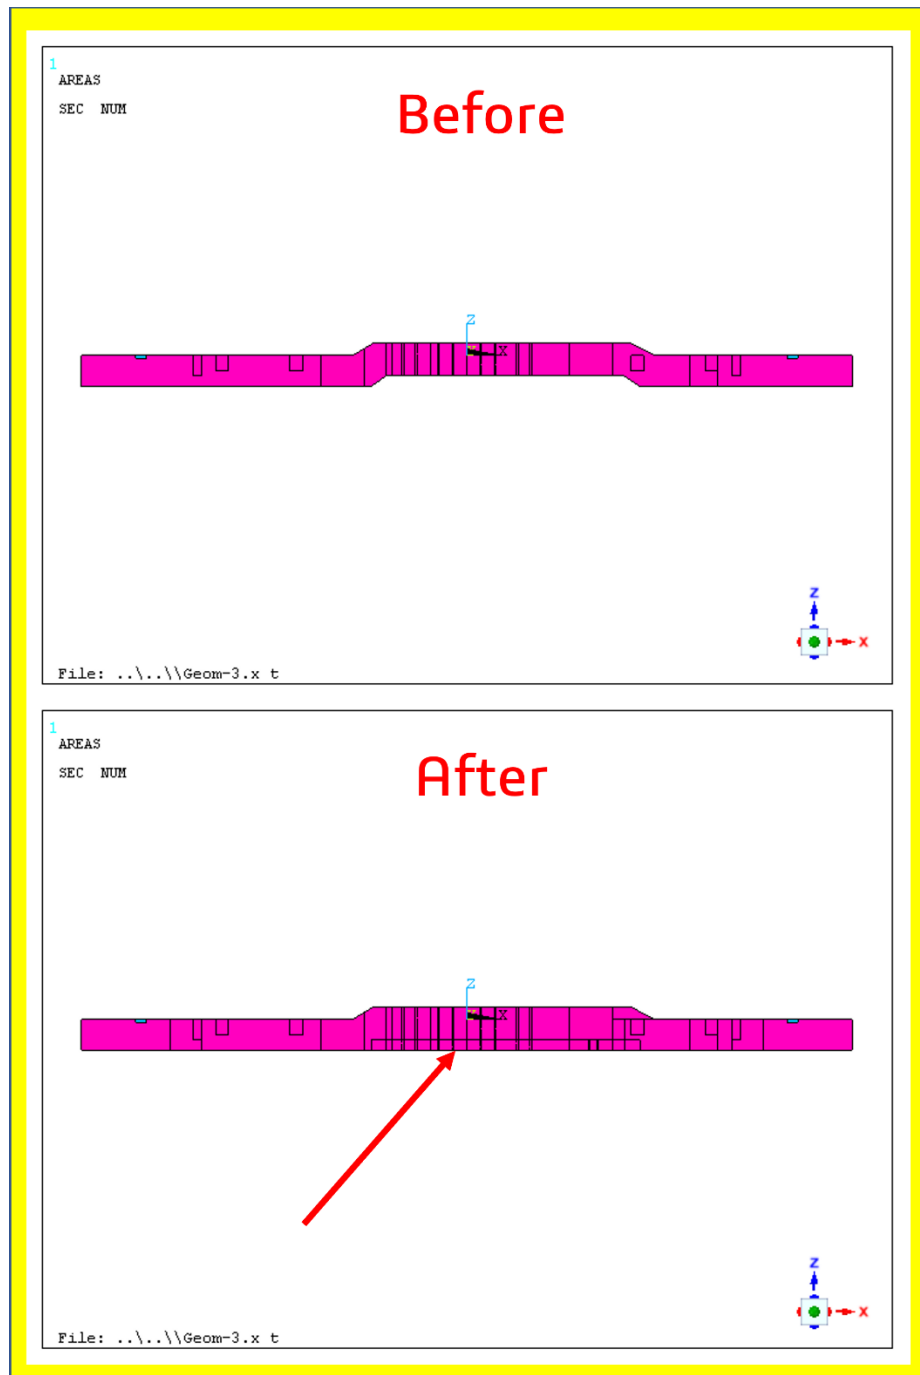 1
AREAS
SEC NUM
Before
Z
X
Z
X
File: ..\..\\Geom-3.x t
1
AREAS
SEC NUM
After
Z
X
Z
X
File: ..\..\\Geom-3.x t